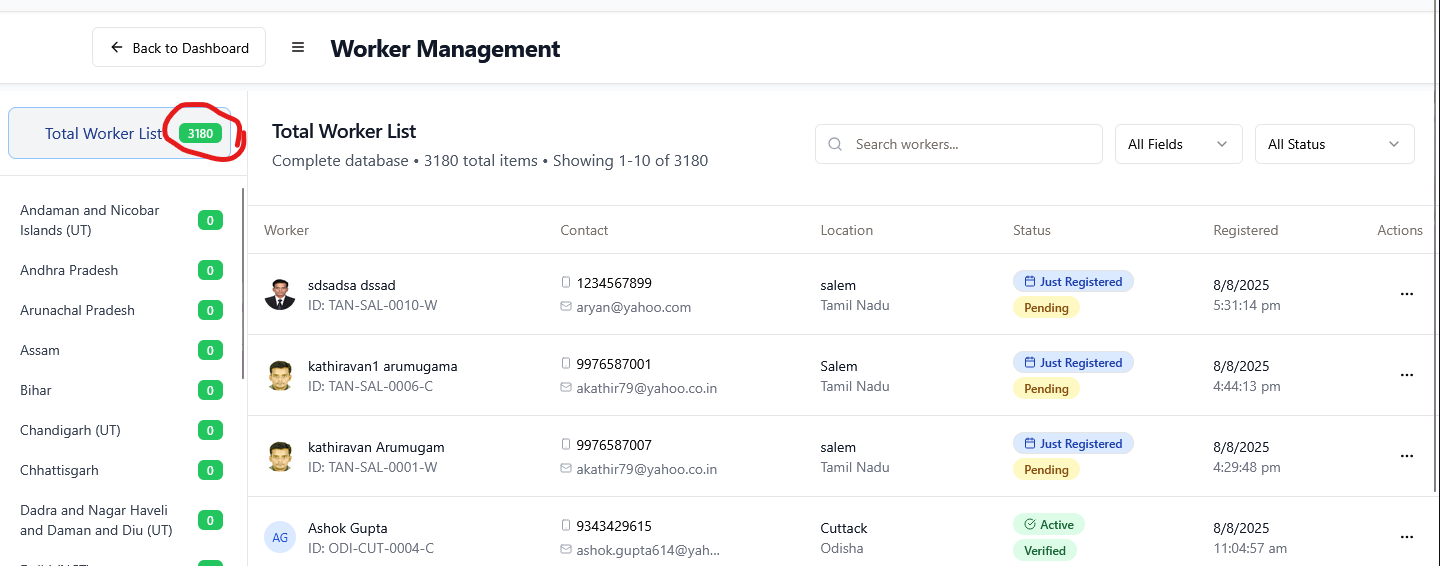 Back to Dashboard
Worker Management
Total Worker List 3180
Andaman and Nicobar
Islands (UT) 0
Andhra Pradesh 0
Arunachal Pradesh 0
Assam 0
Bihar 0
Chandigarh (UT) 0
Chhattisgarh 0
Dadra and Nagar Haveli
and Daman and Diu (UT) 0
Total Worker List
Complete database • 3180 total items • Showing 1-10 of 3180
Search workers...
All Fields
All Status
Worker Contact Location Status Registered Actions
sdsadsa dssad 1234567899 salem Just Registered 8/8/2025
ID: TAN-SAL-0010-W aryan@yahoo.com Tamil Nadu Pending 5:31:14 pm
kathiravan1 arumugama 9976587001 Salem Just Registered 8/8/2025
ID: TAN-SAL-0006-C akathir79@yahoo.co.in Tamil Nadu Pending 4:44:13 pm
kathiravan Arumugam 9976587007 salem Just Registered 8/8/2025
ID: TAN-SAL-0001-W akathir79@yahoo.co.in Tamil Nadu Pending 4:29:48 pm
AG Ashok Gupta 9343429615 Cuttack Active 8/8/2025
ID: ODI-CUT-0004-C ashok.gupta614@yah... Odisha Verified 11:04:57 am